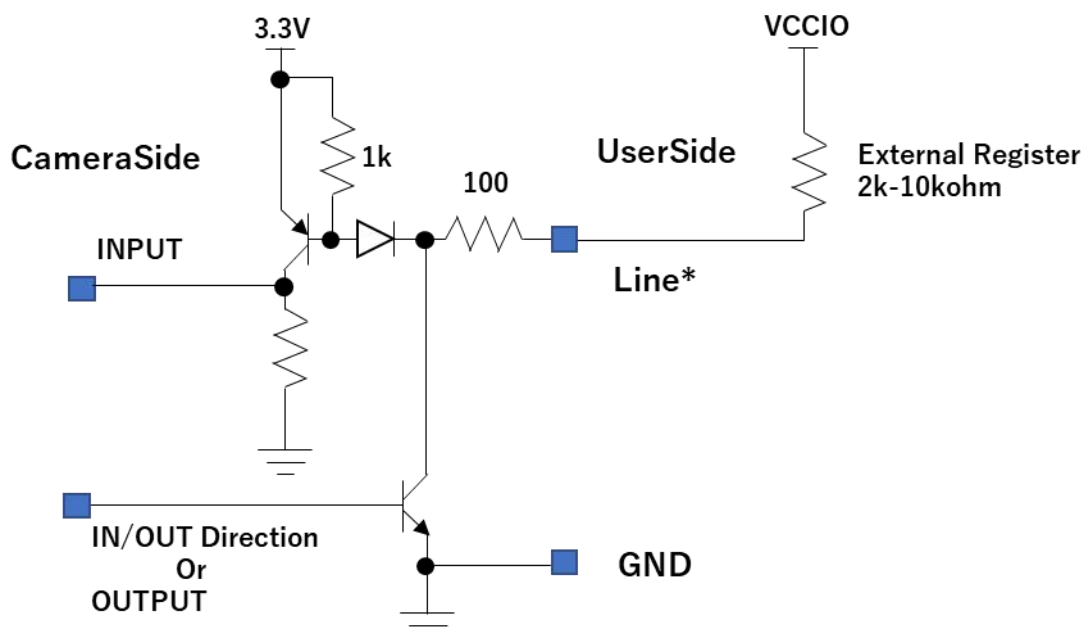 3.3V
VCCIO
CameraSide
1k
UserSide
External Register
2k-10kohm
100
INPUT
Line*
IN/OUT Direction
Or
OUTPUT
GND